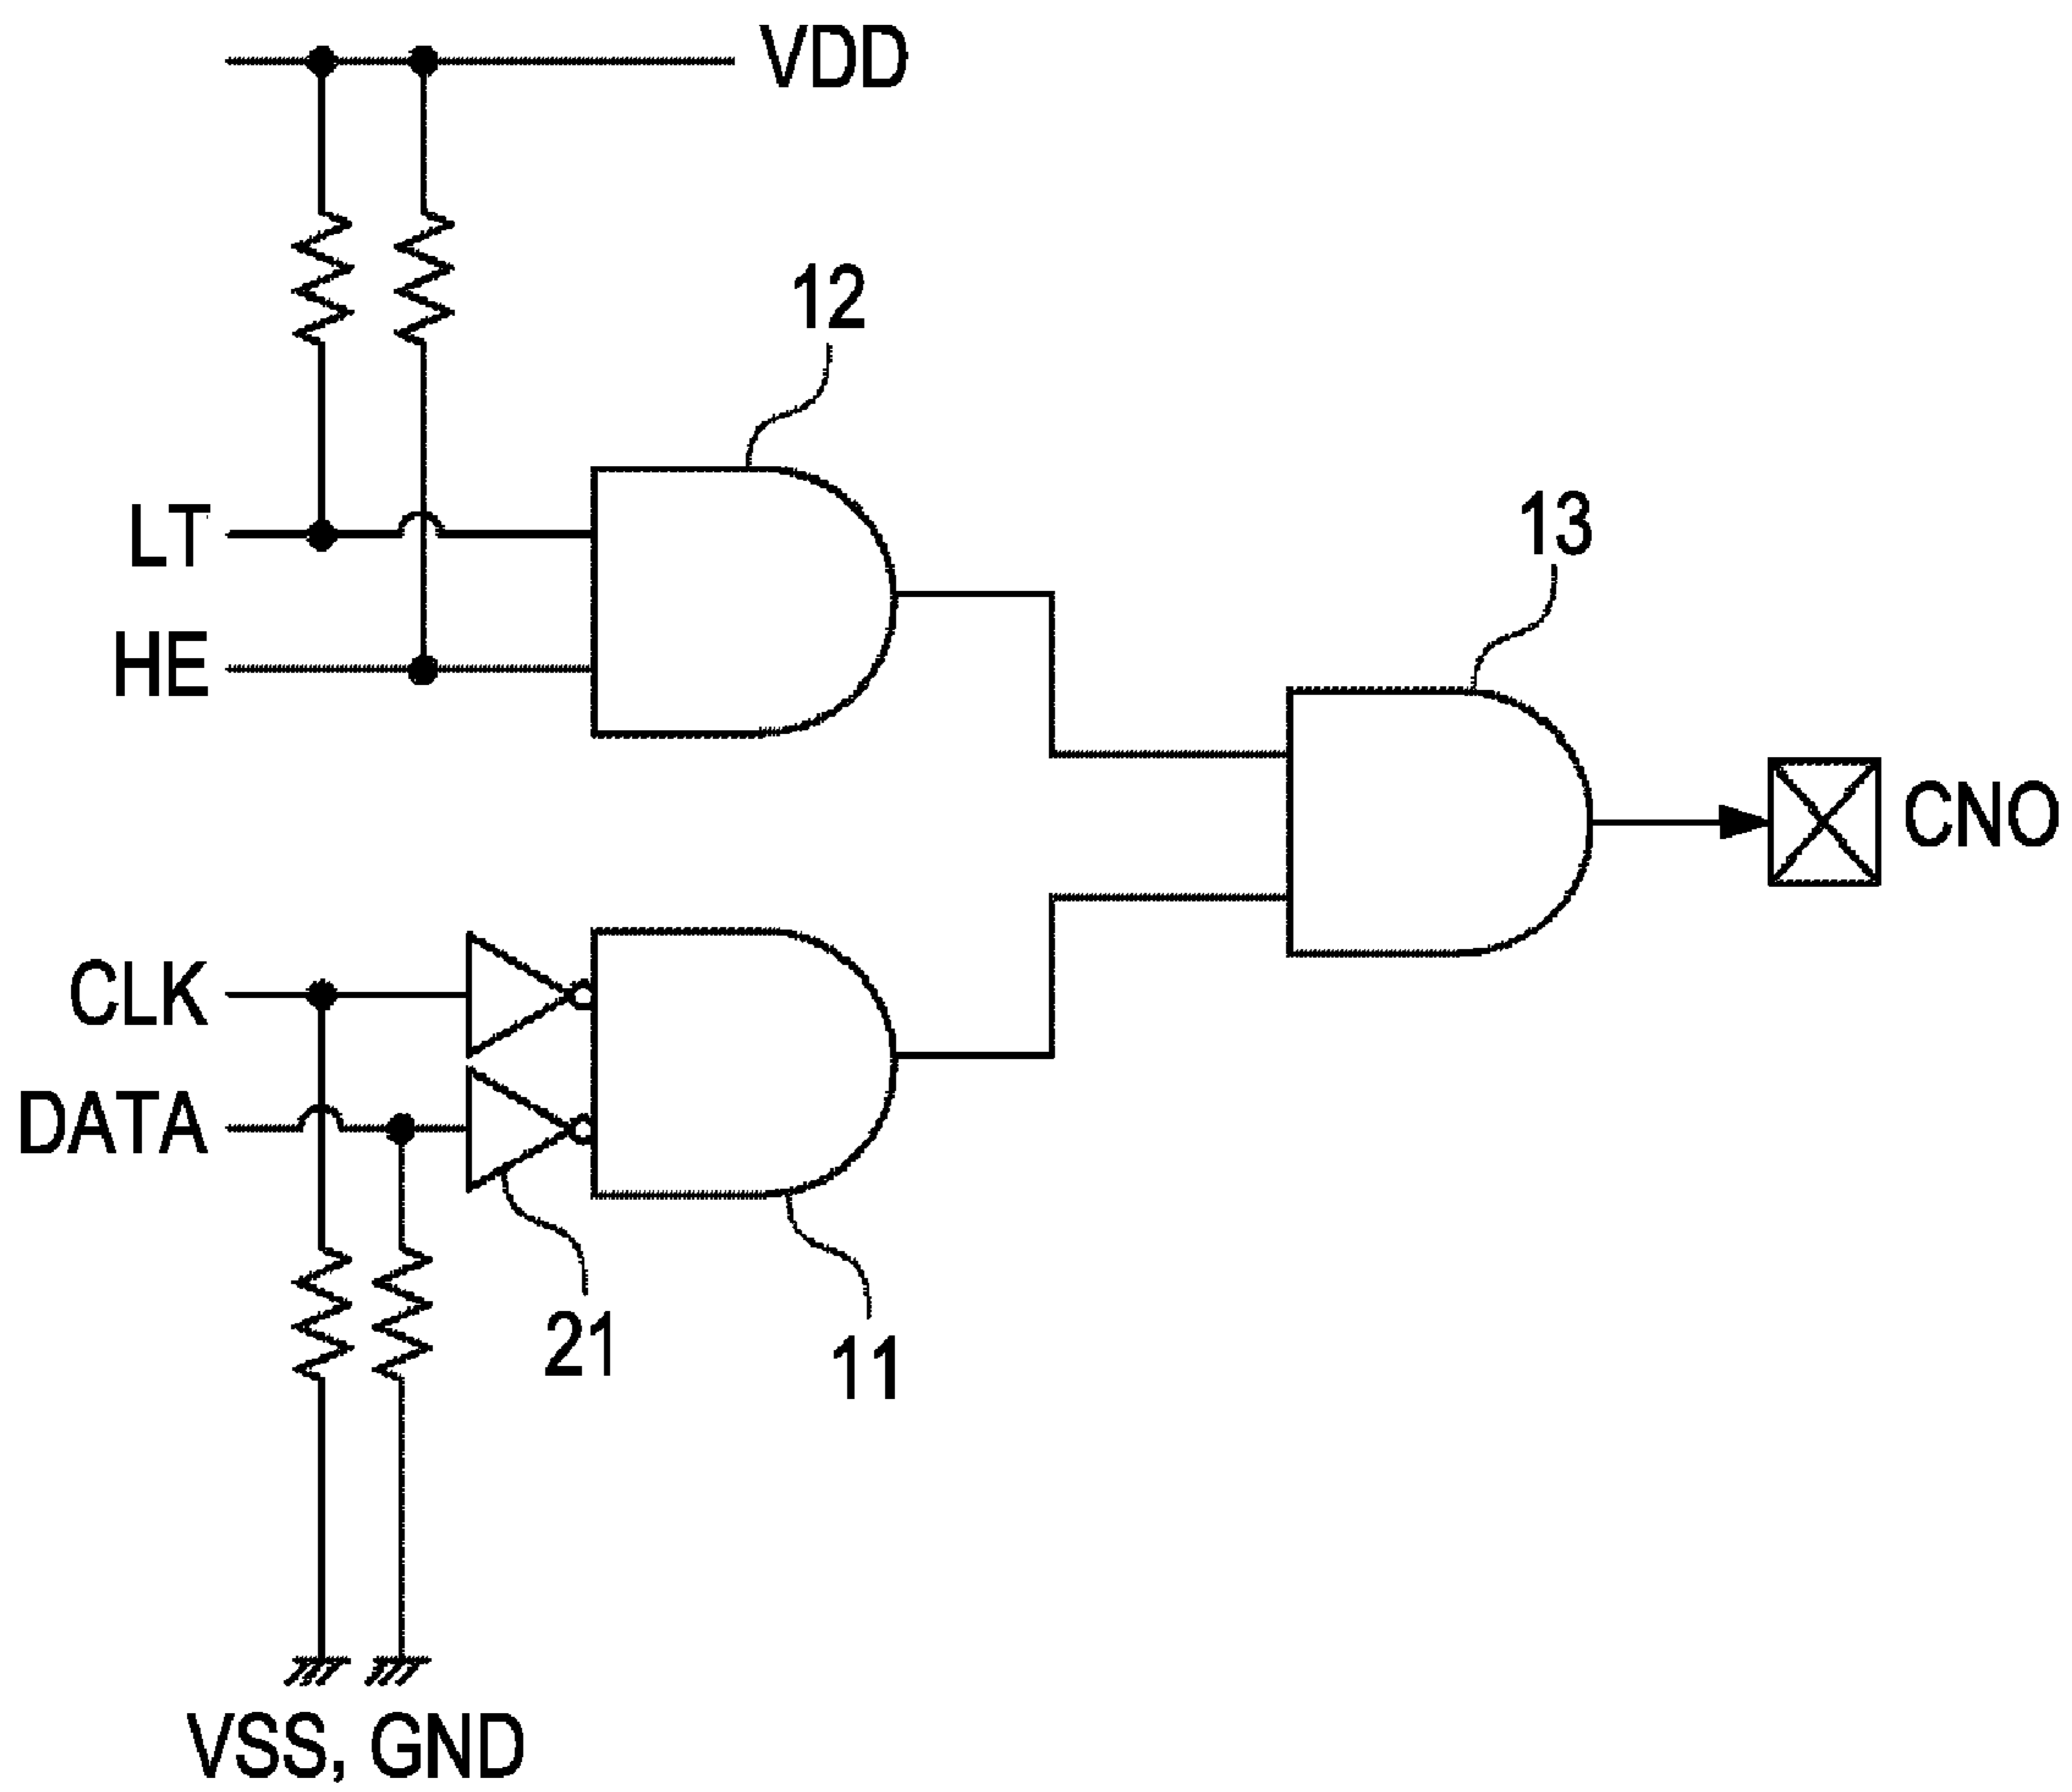 VDD
12
LT
13
HE
CNO
CLK
DATA
21
11
VSS, GND